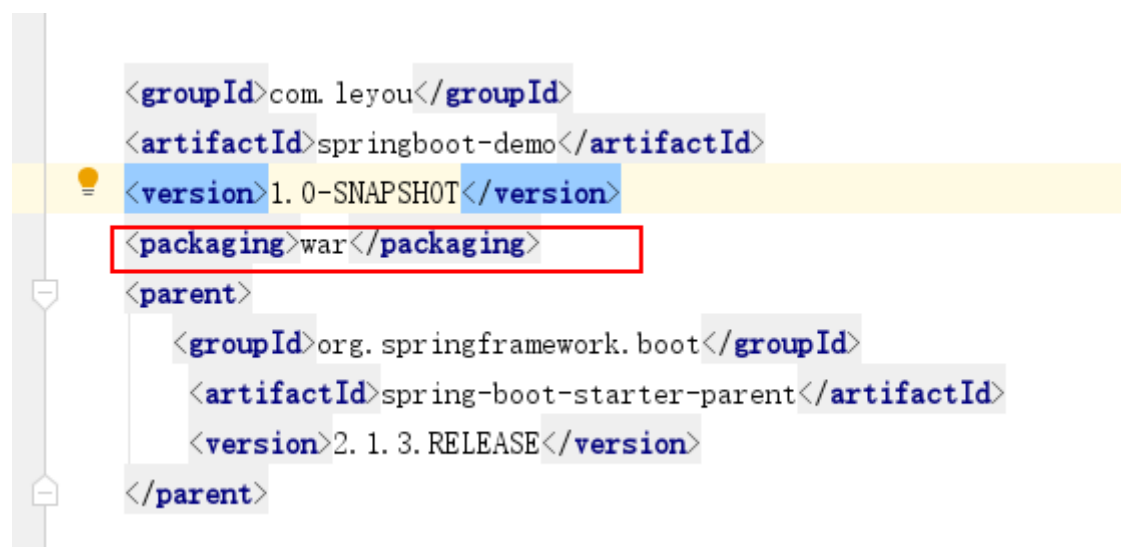 <groupId>com.leyou</groupId>
<artifactId>springboot-demo</artifactId>
<version>1.0-SNAPSHOT</version>
<packaging>war</packaging>
<parent>
<groupId>org.springframework.boot</groupId>
<artifactId>spring-boot-starter-parent</artifactId>
<version>2.1.3.RELEASE</version>
</parent>